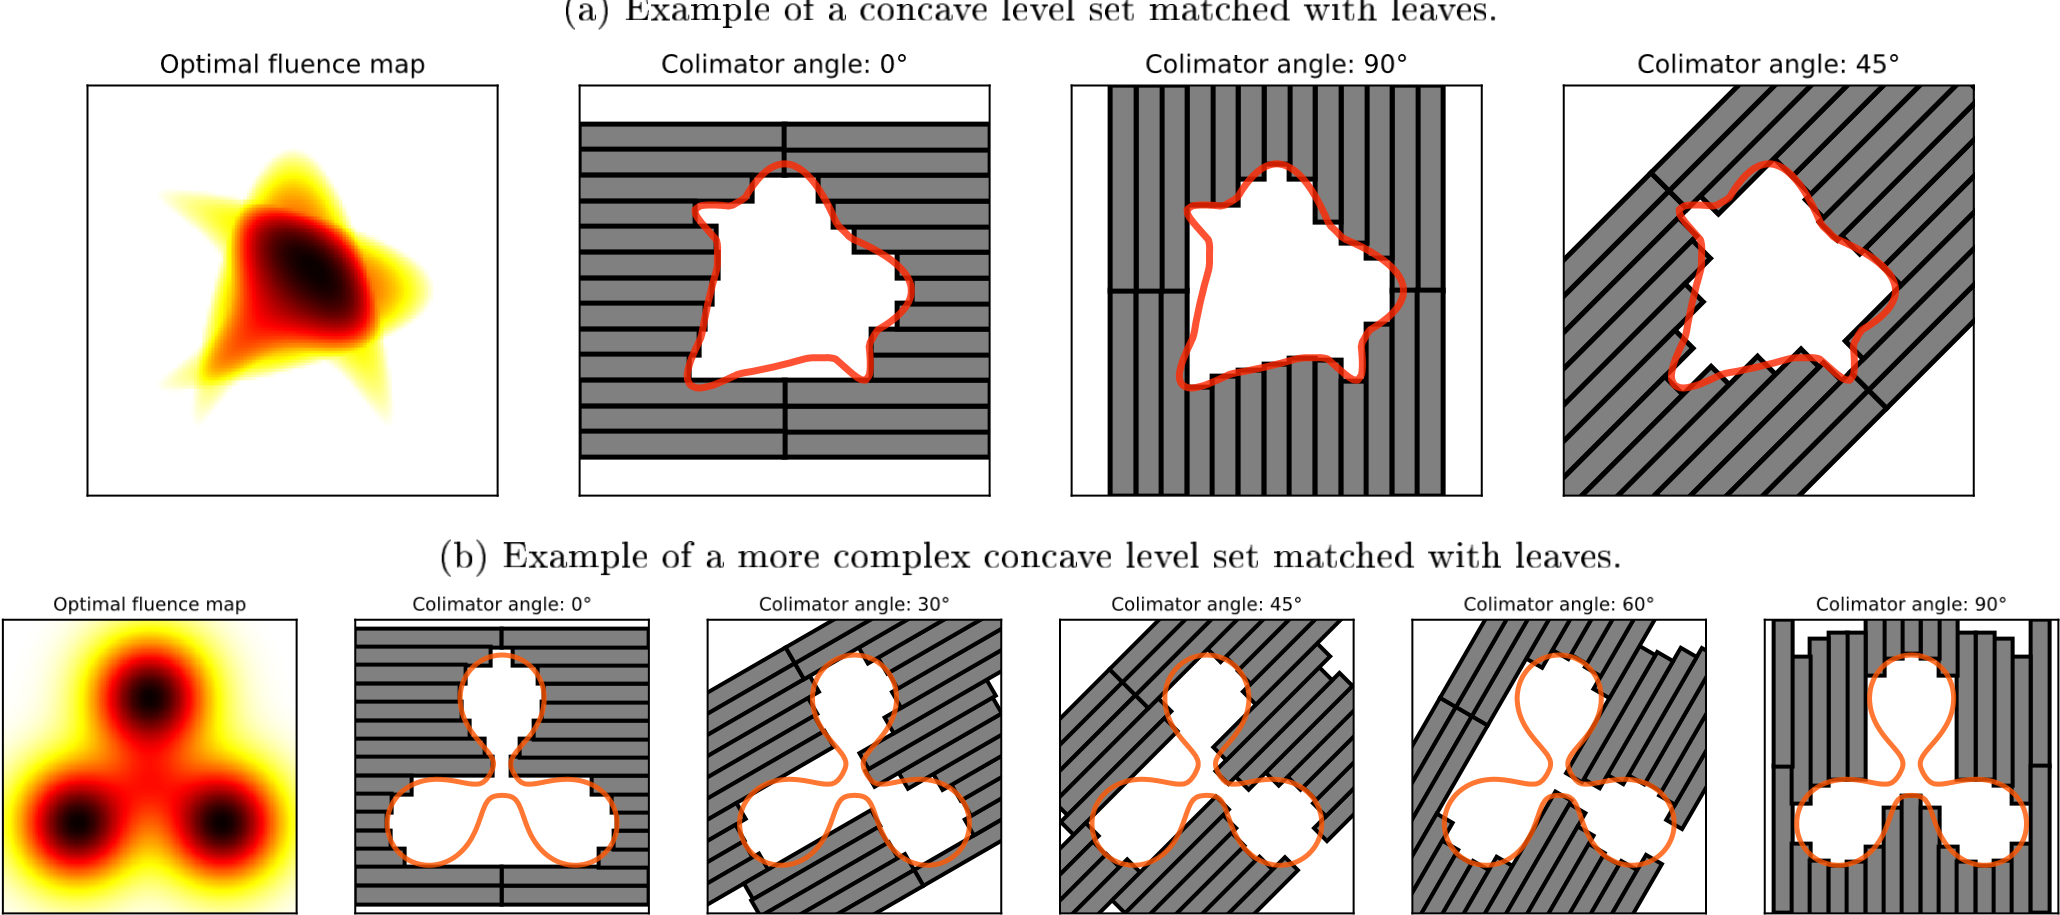 (a) Example of a concave level set matched with leaves.
Optimal fluence map
Colimator angle: 0°
Colimator angle: 90°
Colimator angle: 45°
(b) Example of a more complex concave level set matched with leaves.
Optimal fluence map
Colimator angle: 0°
Colimator angle: 30°
Colimator angle: 45°
Colimator angle: 60°
Colimator angle: 90°